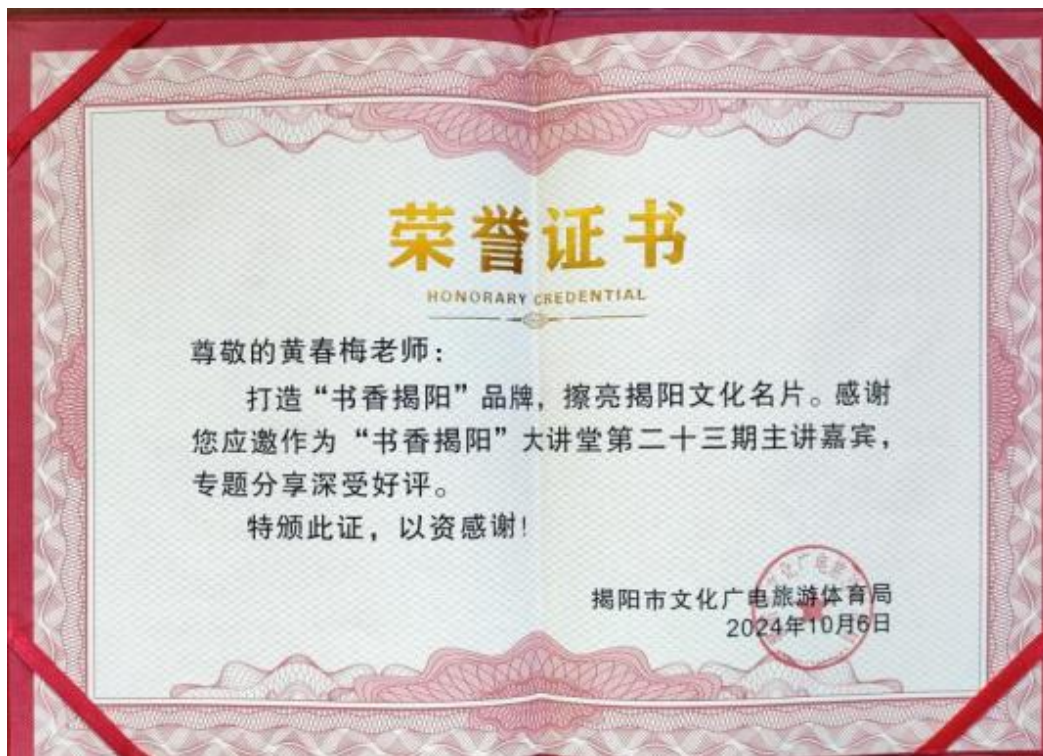 荣誉证书
HONORARY CREDENTIAL
尊敬的黄春梅老师：
打造“书香揭阳”品牌，擦亮揭阳文化名片。感谢
您应邀作为“书香揭阳”大讲堂第二十三期主讲嘉宾，
专题分享深受好评。
特颁此证，以资感谢！
揭阳市文化广电旅游体育局
2024年10月6日